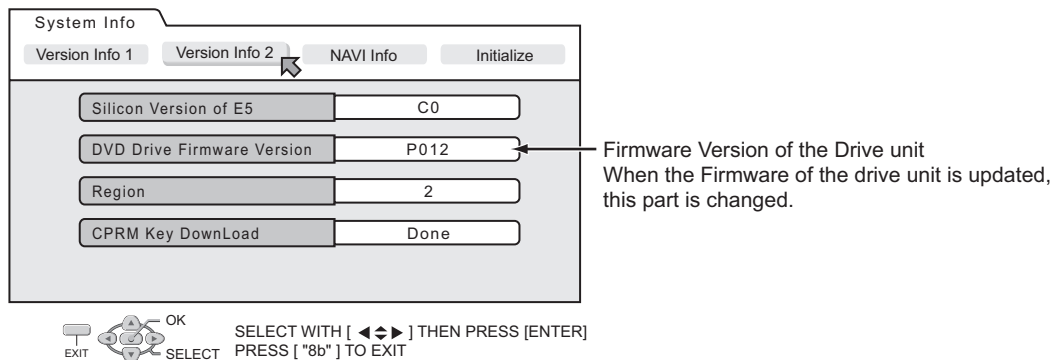 System Info
Version Info 1 Version Info 2 NAVI Info Initialize
Silicon Version of E5 C0
DVD Drive Firmware Version P012
Firmware Version of the Drive unit
When the Firmware of the drive unit is updated,
this part is changed.
Region 2
CPRM Key DownLoad Done
EXIT
OK
SELECT
SELECT WITH [ ◀▲▼▶ ] THEN PRESS [ENTER]
PRESS [ "8b" ] TO EXIT